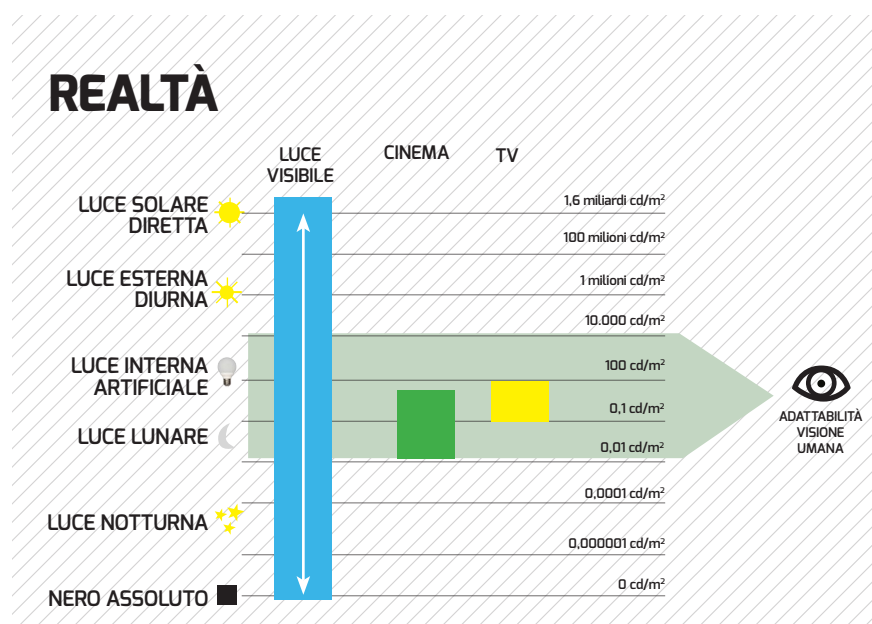 REALTÀ
LUCE
VISIBILE
CINEMA
TV
LUCE SOLARE
DIRETTA
1,6 miliardi cd/m²
100 milioni cd/m²
LUCE ESTERNA
DIURNA
1 milioni cd/m²
10.000 cd/m²
LUCE INTERNA
ARTIFICIALE
100 cd/m²
0,1 cd/m²
LUCE LUNARE
0,01 cd/m²
ADATTABILITÀ
VISIONE
UMANA
0,0001 cd/m²
LUCE NOTTURNA
0,000001 cd/m²
NERO ASSOLUTO
0 cd/m²